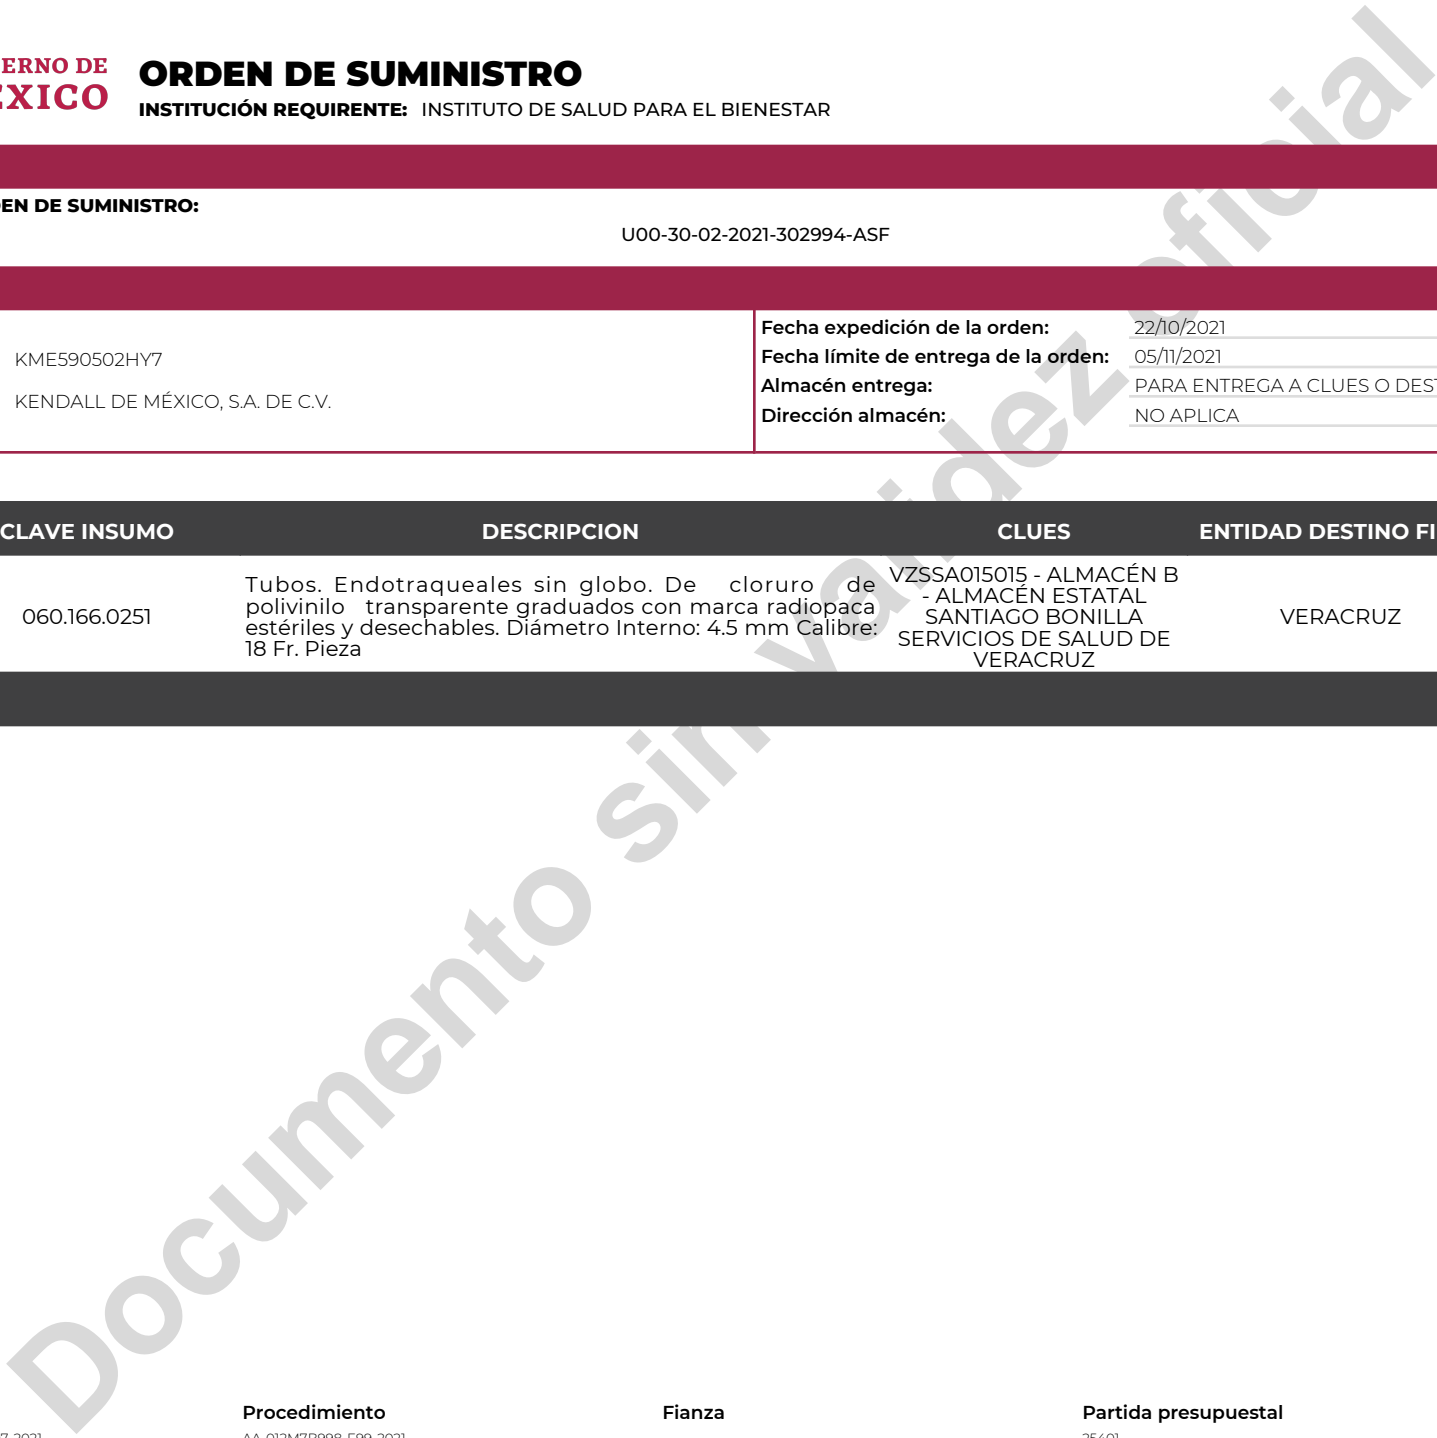 ERNO DE
ÉXICO
ORDEN DE SUMINISTRO
INSTITUCIÓN REQUIRENTE: INSTITUTO DE SALUD PARA EL BIENESTAR
EN DE SUMINISTRO:
U00-30-02-2021-302994-ASF
KME590502HY7
KENDALL DE MÉXICO, S.A. DE C.V.
Fecha expedición de la orden: 22/10/2021
Fecha límite de entrega de la orden: 05/11/2021
Almacén entrega: PARA ENTREGA A CLUES O DEST
Dirección almacén: NO APLICA
CLAVE INSUMO DESCRIPCION CLUES ENTIDAD DESTINO FI
060.166.0251
Tubos. Endotraqueales sin globo. De cloruro de
polivinilo transparente graduados con marca radiopaca
estériles y desechables. Diámetro Interno: 4.5 mm Calibre:
18 Fr. Pieza
VZSSA015015 - ALMACÉN B
- ALMACÉN ESTATAL
SANTIAGO BONILLA
SERVICIOS DE SALUD DE
VERACRUZ
VERACRUZ
Documento sin validez oficial
Procedimiento Fianza Partida presupuestal